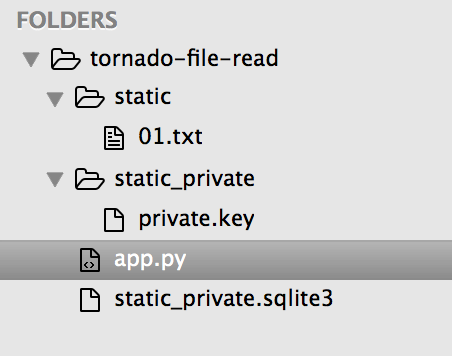 FOLDERS
tornado-file-read
static
01.txt
static_private
private.key
app.py
static_private.sqlite3